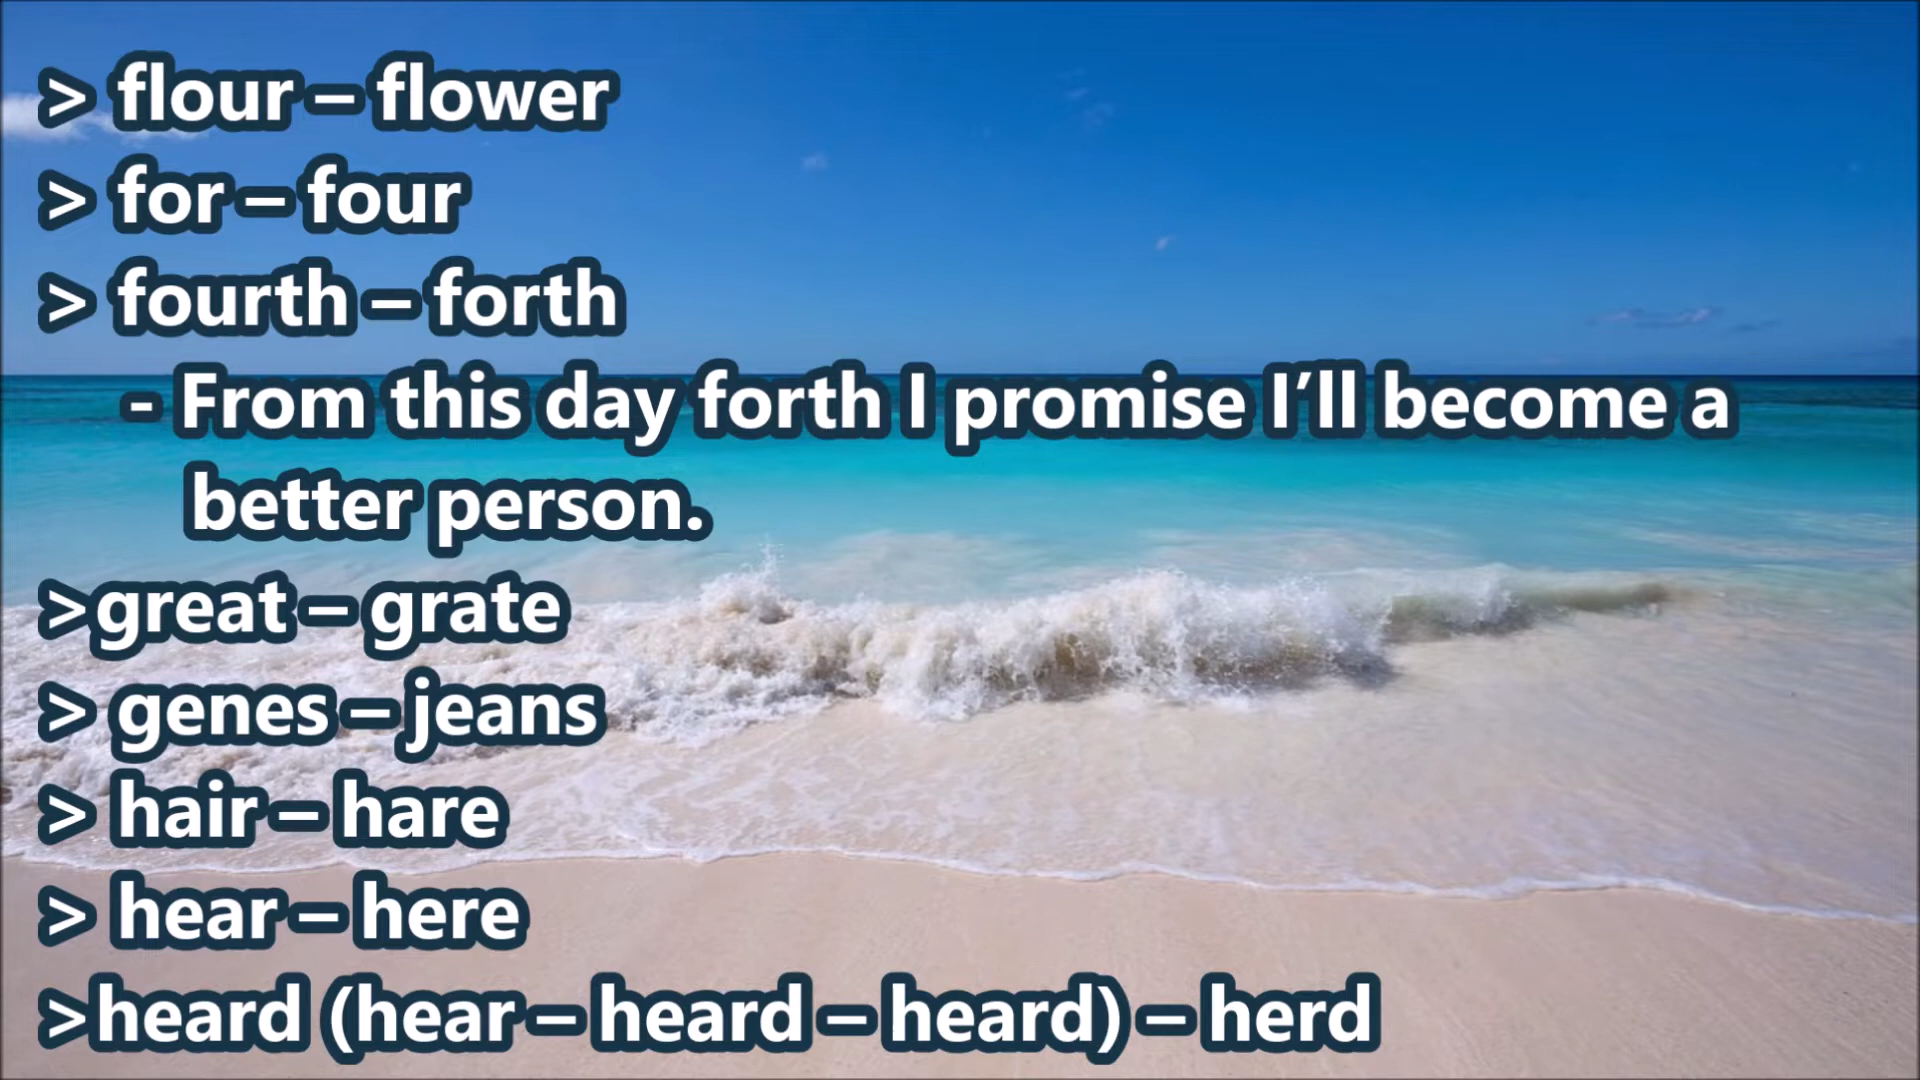 > flour – flower
> for – four
> fourth – forth
- From this day forth I promise I’ll become a
better person.
>great – grate
> genes – jeans
> hair – hare
> hear – here
>heard (hear – heard – heard) – herd